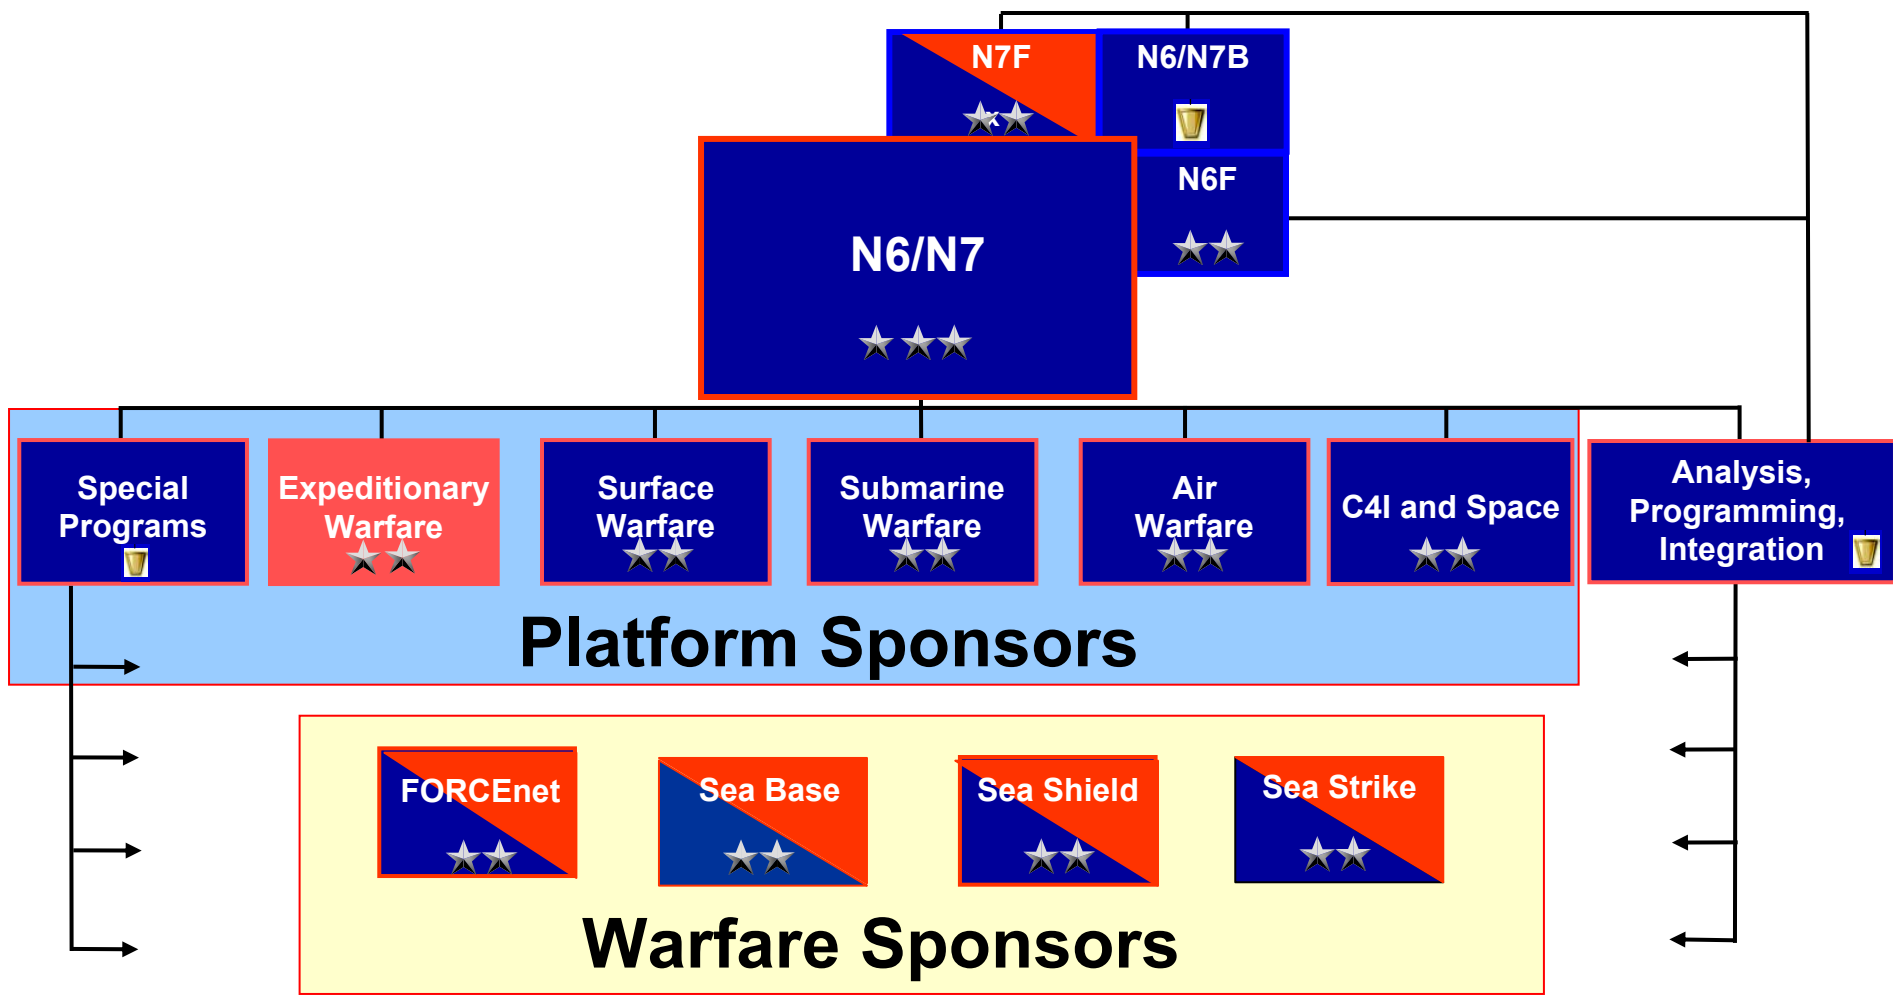 N7F
N6/N7B
x
N6F
N6/N7
Special
Programs
Expeditionary
Warfare
Surface
Warfare
Submarine
Warfare
Air
Warfare
C4I and Space
Analysis,
Programming,
Integration
Platform Sponsors
FORCEnet
Sea Base
Sea Shield
Sea Strike
Warfare Sponsors